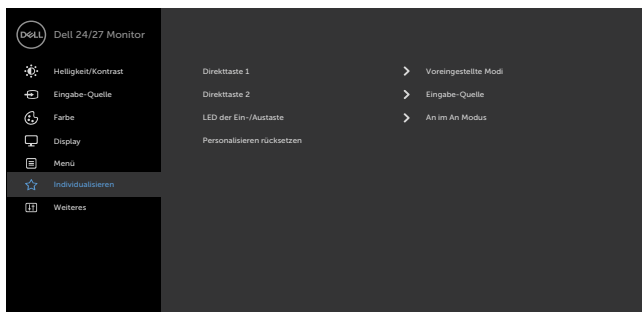 DELL Dell 24/27 Monitor
Helligkeit/Kontrast Direkttaste 1 Voreingestellte Modi
Eingabe-Quelle Direkttaste 2 Eingabe-Quelle
Farbe LED der Ein-/Austaste An im An Modus
Display Personalisieren rücksetzen
Menü
Individualisieren
Weiteres